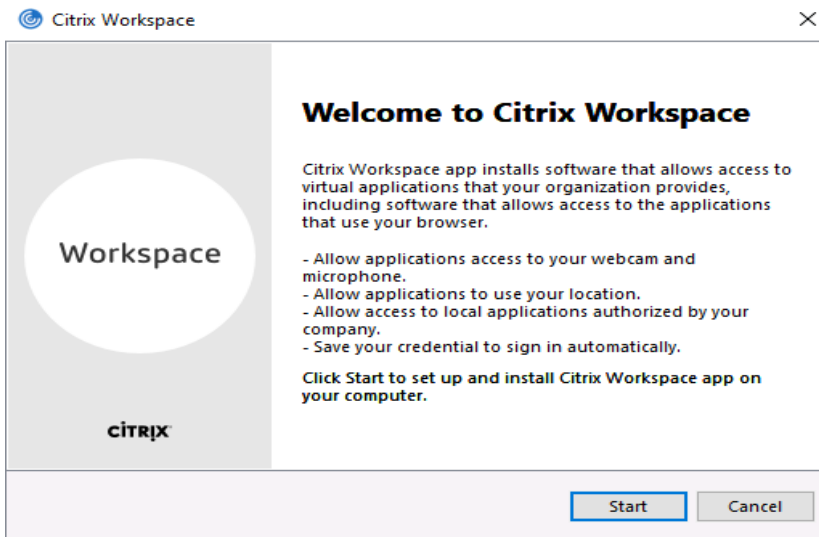 Citrix Workspace
Welcome to Citrix Workspace
Citrix Workspace app installs software that allows access to
virtual applications that your organization provides,
including software that allows access to the applications
that use your browser.
- Allow applications access to your webcam and
microphone.
- Allow applications to use your location.
- Allow access to local applications authorized by your
company.
- Save your credential to sign in automatically.
Click Start to set up and install Citrix Workspace app on
your computer.
Workspace
CİTRIX
Start Cancel